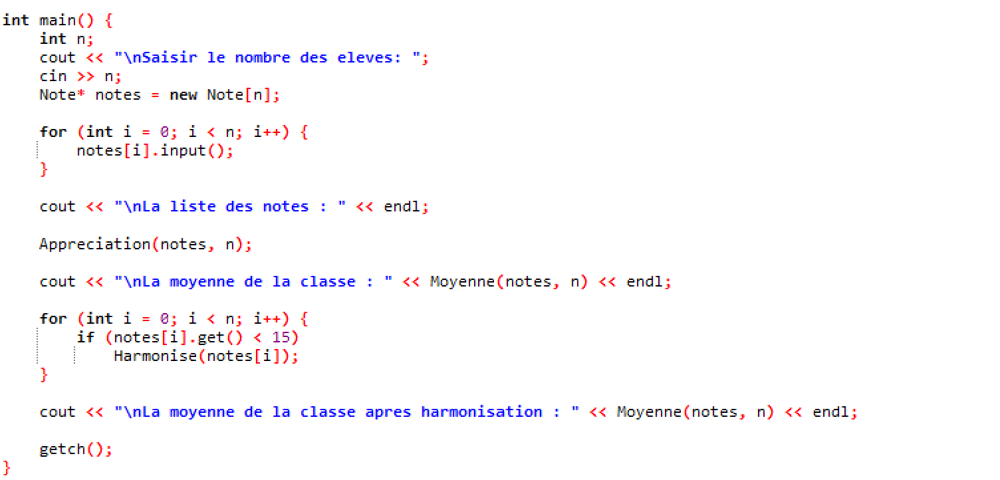 int main() {
    int n;
    cout << "\nSaisir le nombre des eleves: ";
    cin >> n;
    Note* notes = new Note[n];

    for (int i = 0; i < n; i++) {
        notes[i].input();
    }

    cout << "\nLa liste des notes : " << endl;

    Appreciation(notes, n);

    cout << "\nLa moyenne de la classe : " << Moyenne(notes, n) << endl;

    for (int i = 0; i < n; i++) {
        if (notes[i].get() < 15)
            Harmonise(notes[i]);
    }

    cout << "\nLa moyenne de la classe apres harmonisation : " << Moyenne(notes, n) << endl;

    getch();
}